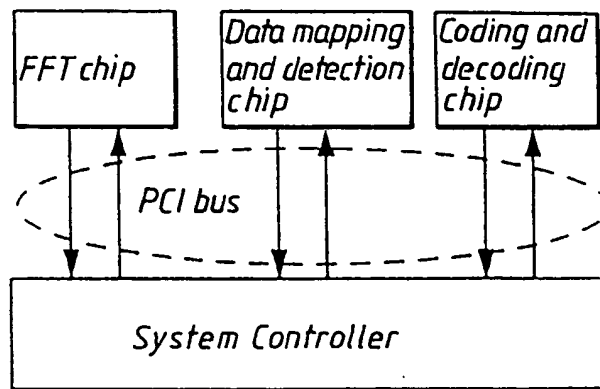 FFT chip
Data mapping
and detection
chip
Coding and
decoding
chip
PCI bus
System Controller